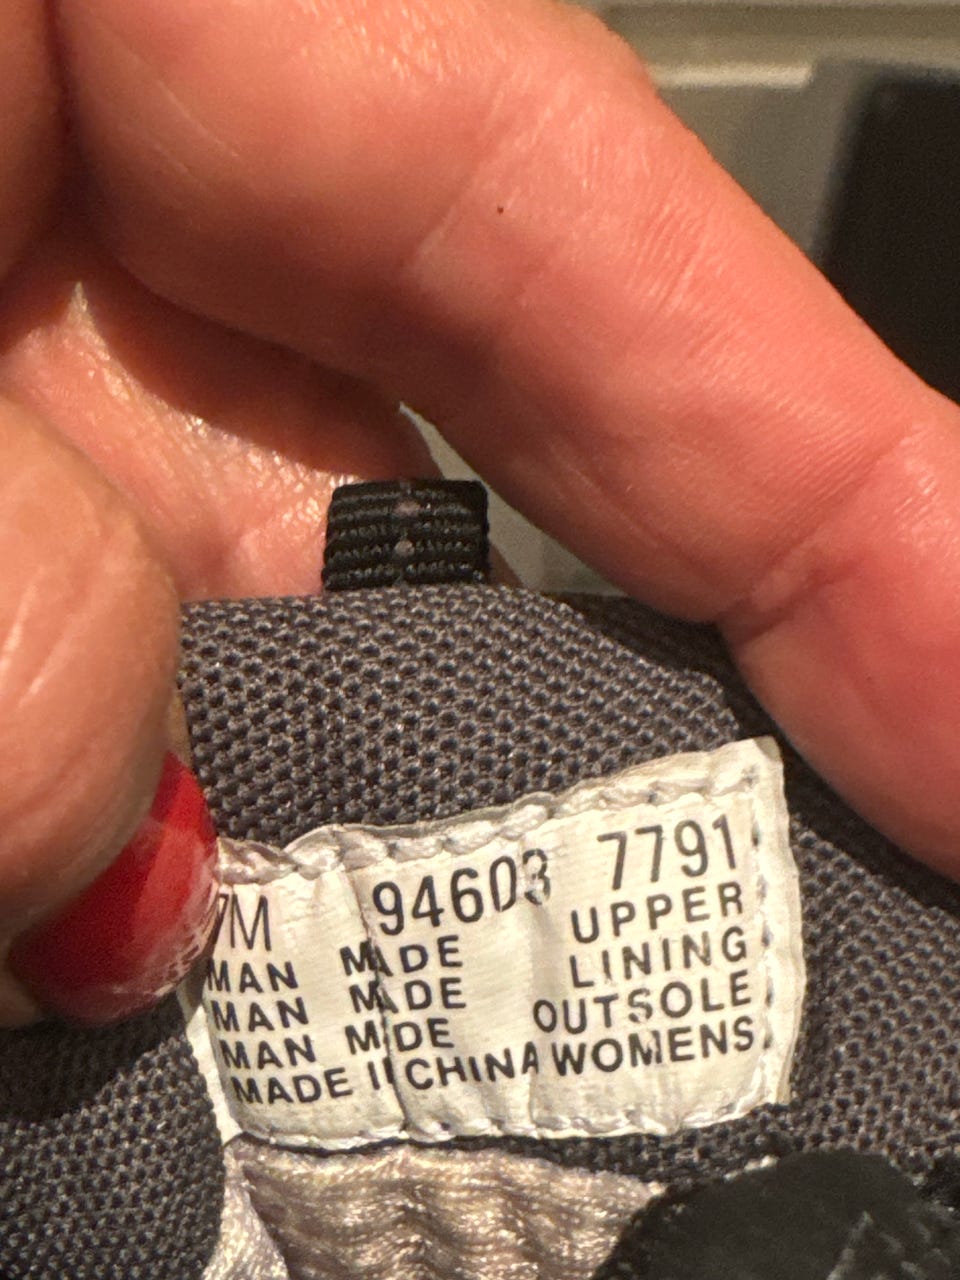 7M 94603 7791
MAN MADE UPPER
MAN MADE LINING
MAN MADE OUTSOLE
MADE IN CHINA WOMENS